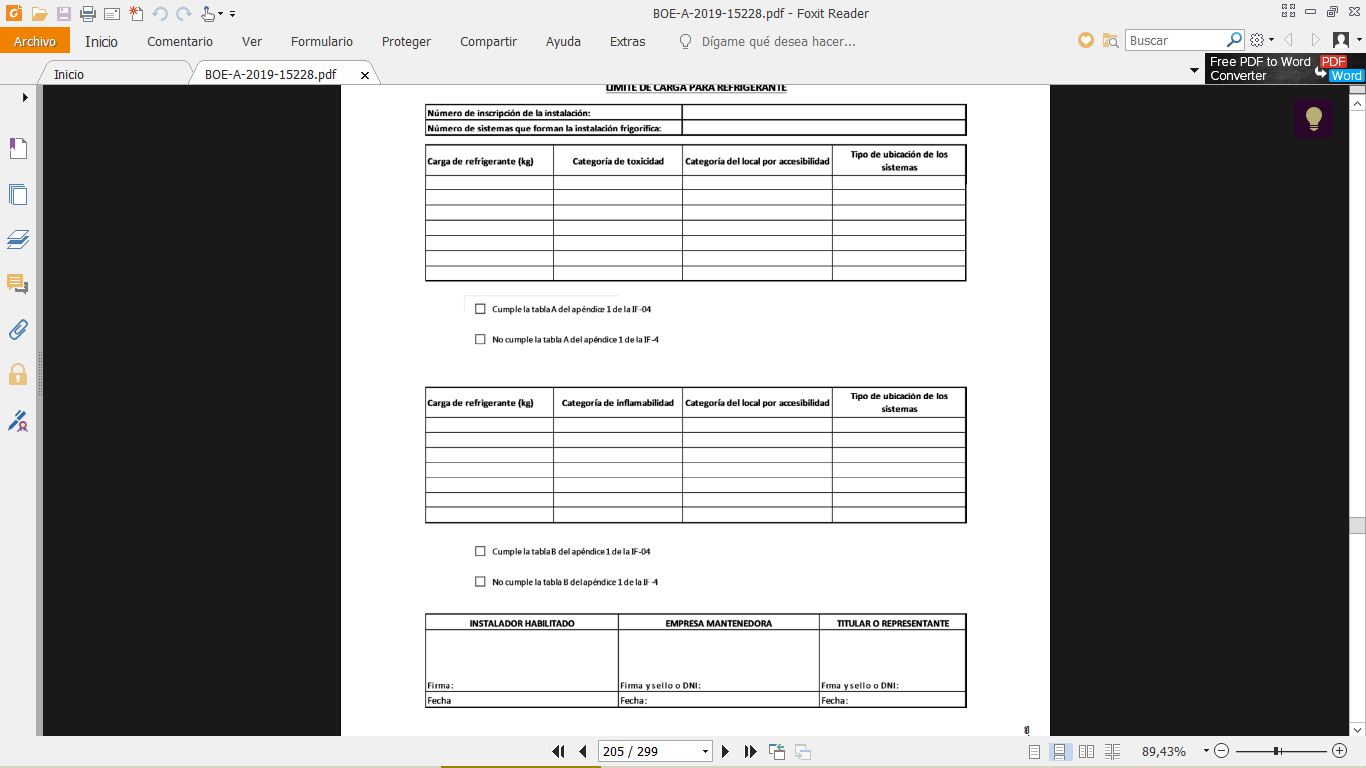 BOE-A-2019-15228.pdf - Foxit Reader
Archivo Inicio Comentario Ver Formulario Proteger Compartir Ayuda Extras Dígame qué desea hacer... Buscar
Inicio BOE-A-2019-15228.pdf Free PDF to Word PDF
Converter Word
LÍMITE DE CARGA PARA REFRIGERANTE
Número de inscripción de la instalación:
Número de sistemas que forman la instalación frigorífica:
Carga de refrigerante (kg) Categoría de toxicidad Categoría del local por accesibilidad Tipo de ubicación de los
sistemas
Cumple la tabla A del apéndice 1 de la IF-04
No cumple la tabla A del apéndice 1 de la IF-4
Carga de refrigerante (kg) Categoría de inflamabilidad Categoría del local por accesibilidad Tipo de ubicación de los
sistemas
Cumple la tabla B del apéndice 1 de la IF-04
No cumple la tabla B del apéndice 1 de la IF-4
INSTALADOR HABILITADO EMPRESA MANTENEDORA TITULAR O REPRESENTANTE
Firma: Firma y sello o DNI: Frma y sello o DNI:
Fecha Fecha: Fecha:
205 / 299 89,43%